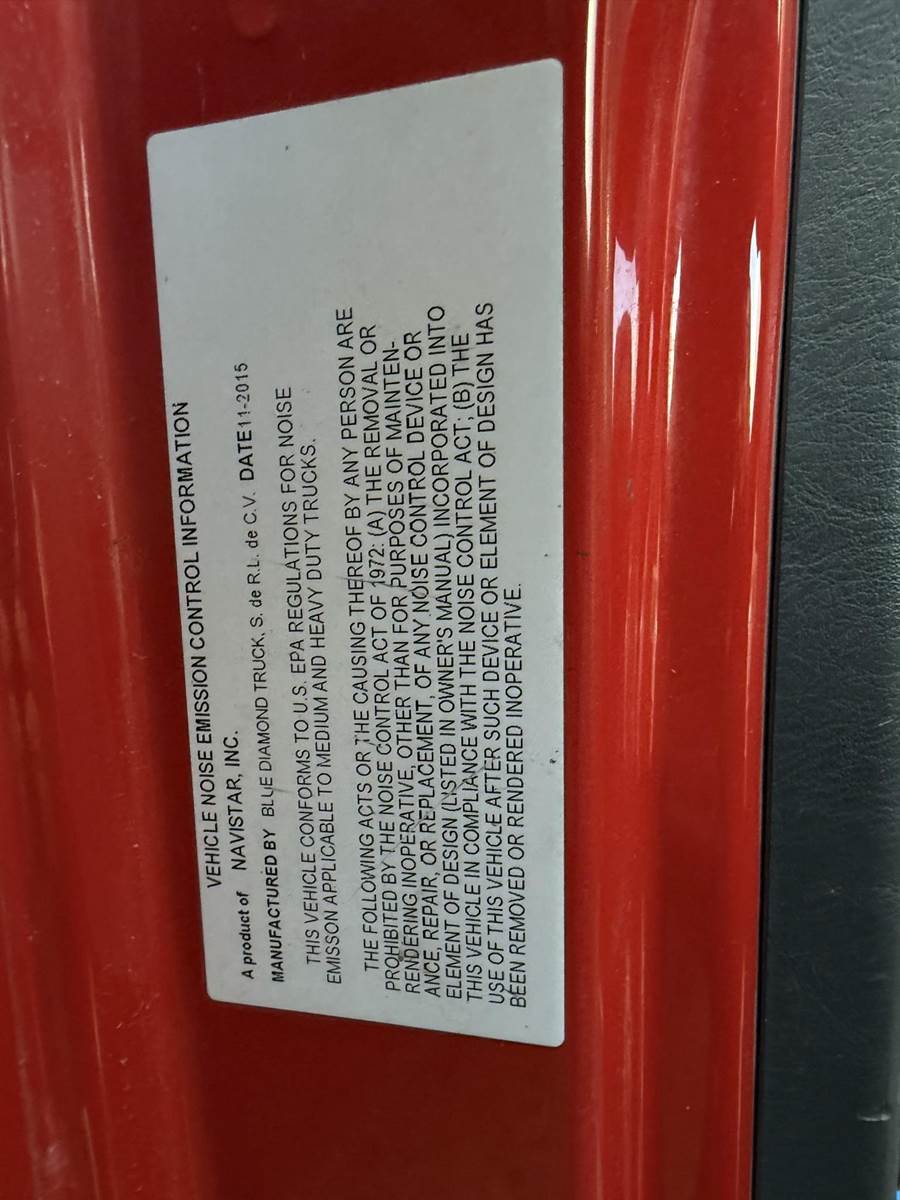 VEHICLE NOISE EMISSION CONTROL INFORMATION
A product of NAVISTAR, INC.
MANUFACTURED BY BLUE DIAMOND TRUCK, S. de R.L. de C.V. DATE 11-2015
THIS VEHICLE CONFORMS TO U.S. EPA REGULATIONS FOR NOISE
EMISSON APPLICABLE TO MEDIUM AND HEAVY DUTY TRUCKS.
THE FOLLOWING ACTS OR THE CAUSING THEREOF BY ANY PERSON ARE
PROHIBITED BY THE NOISE CONTROL ACT OF 1972: (A) THE REMOVAL OR
RENDERING INOPERATIVE, OTHER THAN FOR PURPOSES OF MAINTEN-
ANCE, REPAIR, OR REPLACEMENT, OF ANY NOISE CONTROL DEVICE OR
ELEMENT OF DESIGN (LISTED IN OWNER'S MANUAL) INCORPORATED INTO
THIS VEHICLE IN COMPLIANCE WITH THE NOISE CONTROL ACT; (B) THE
USE OF THIS VEHICLE AFTER SUCH DEVICE OR ELEMENT OF DESIGN HAS
BEEN REMOVED OR RENDERED INOPERATIVE.